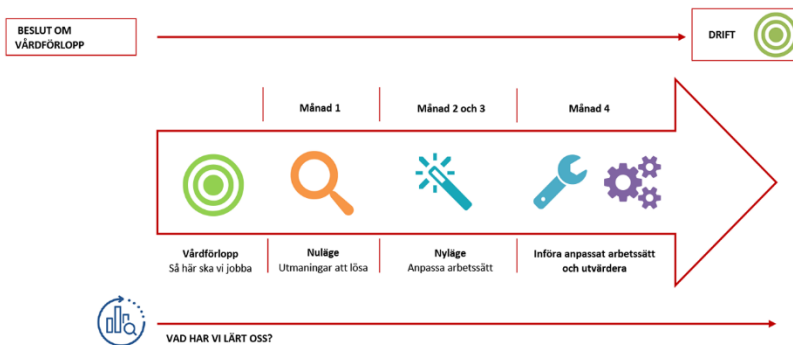 BESLUT OM
VÅRDFÖRLOPP
DRIFT
Månad 1
Månad 2 och 3
Månad 4
Vårdförlopp
Så här ska vi jobba
Nuläge
Utmaningar att lösa
Nyläge
Anpassa arbetssätt
Införa anpassat arbetssätt
och utvärdera
VAD HAR VI LÄRT OSS?